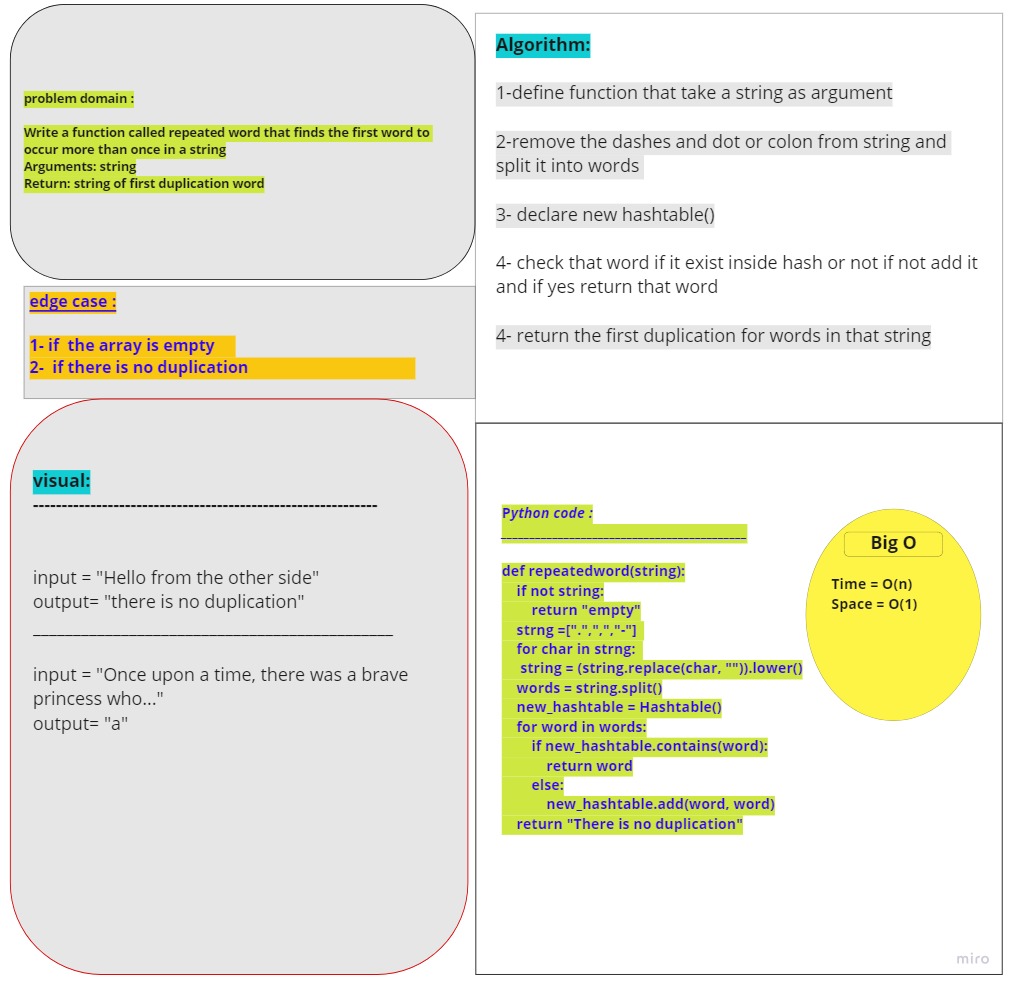 problem domain :
Write a function called repeated word that finds the first word to
occur more than once in a string
Arguments: string
Return: string of first duplication word
edge case :
1- if  the array is empty
2-  if there is no duplication
visual:
------------------------------------------------------------
input = "Hello from the other side"
output= "there is no duplication"
________________________________________
input = "Once upon a time, there was a brave
princess who..."
output= "a"
Algorithm:
1-define function that take a string as argument
2-remove the dashes and dot or colon from string and
split it into words
3- declare new hashtable()
4- check that word if it exist inside hash or not if not add it
and if yes return that word
4- return the first duplication for words in that string
Python code :
________________________________________
def repeatedword(string):
    if not string:
        return "empty"
    strng =[".",",","-"]
    for char in strng:
     string = (string.replace(char, "")).lower()
    words = string.split()
    new_hashtable = Hashtable()
    for word in words:
        if new_hashtable.contains(word):
            return word
        else:
            new_hashtable.add(word, word)
    return "There is no duplication"
Big O
Time = O(n)
Space = O(1)
miro